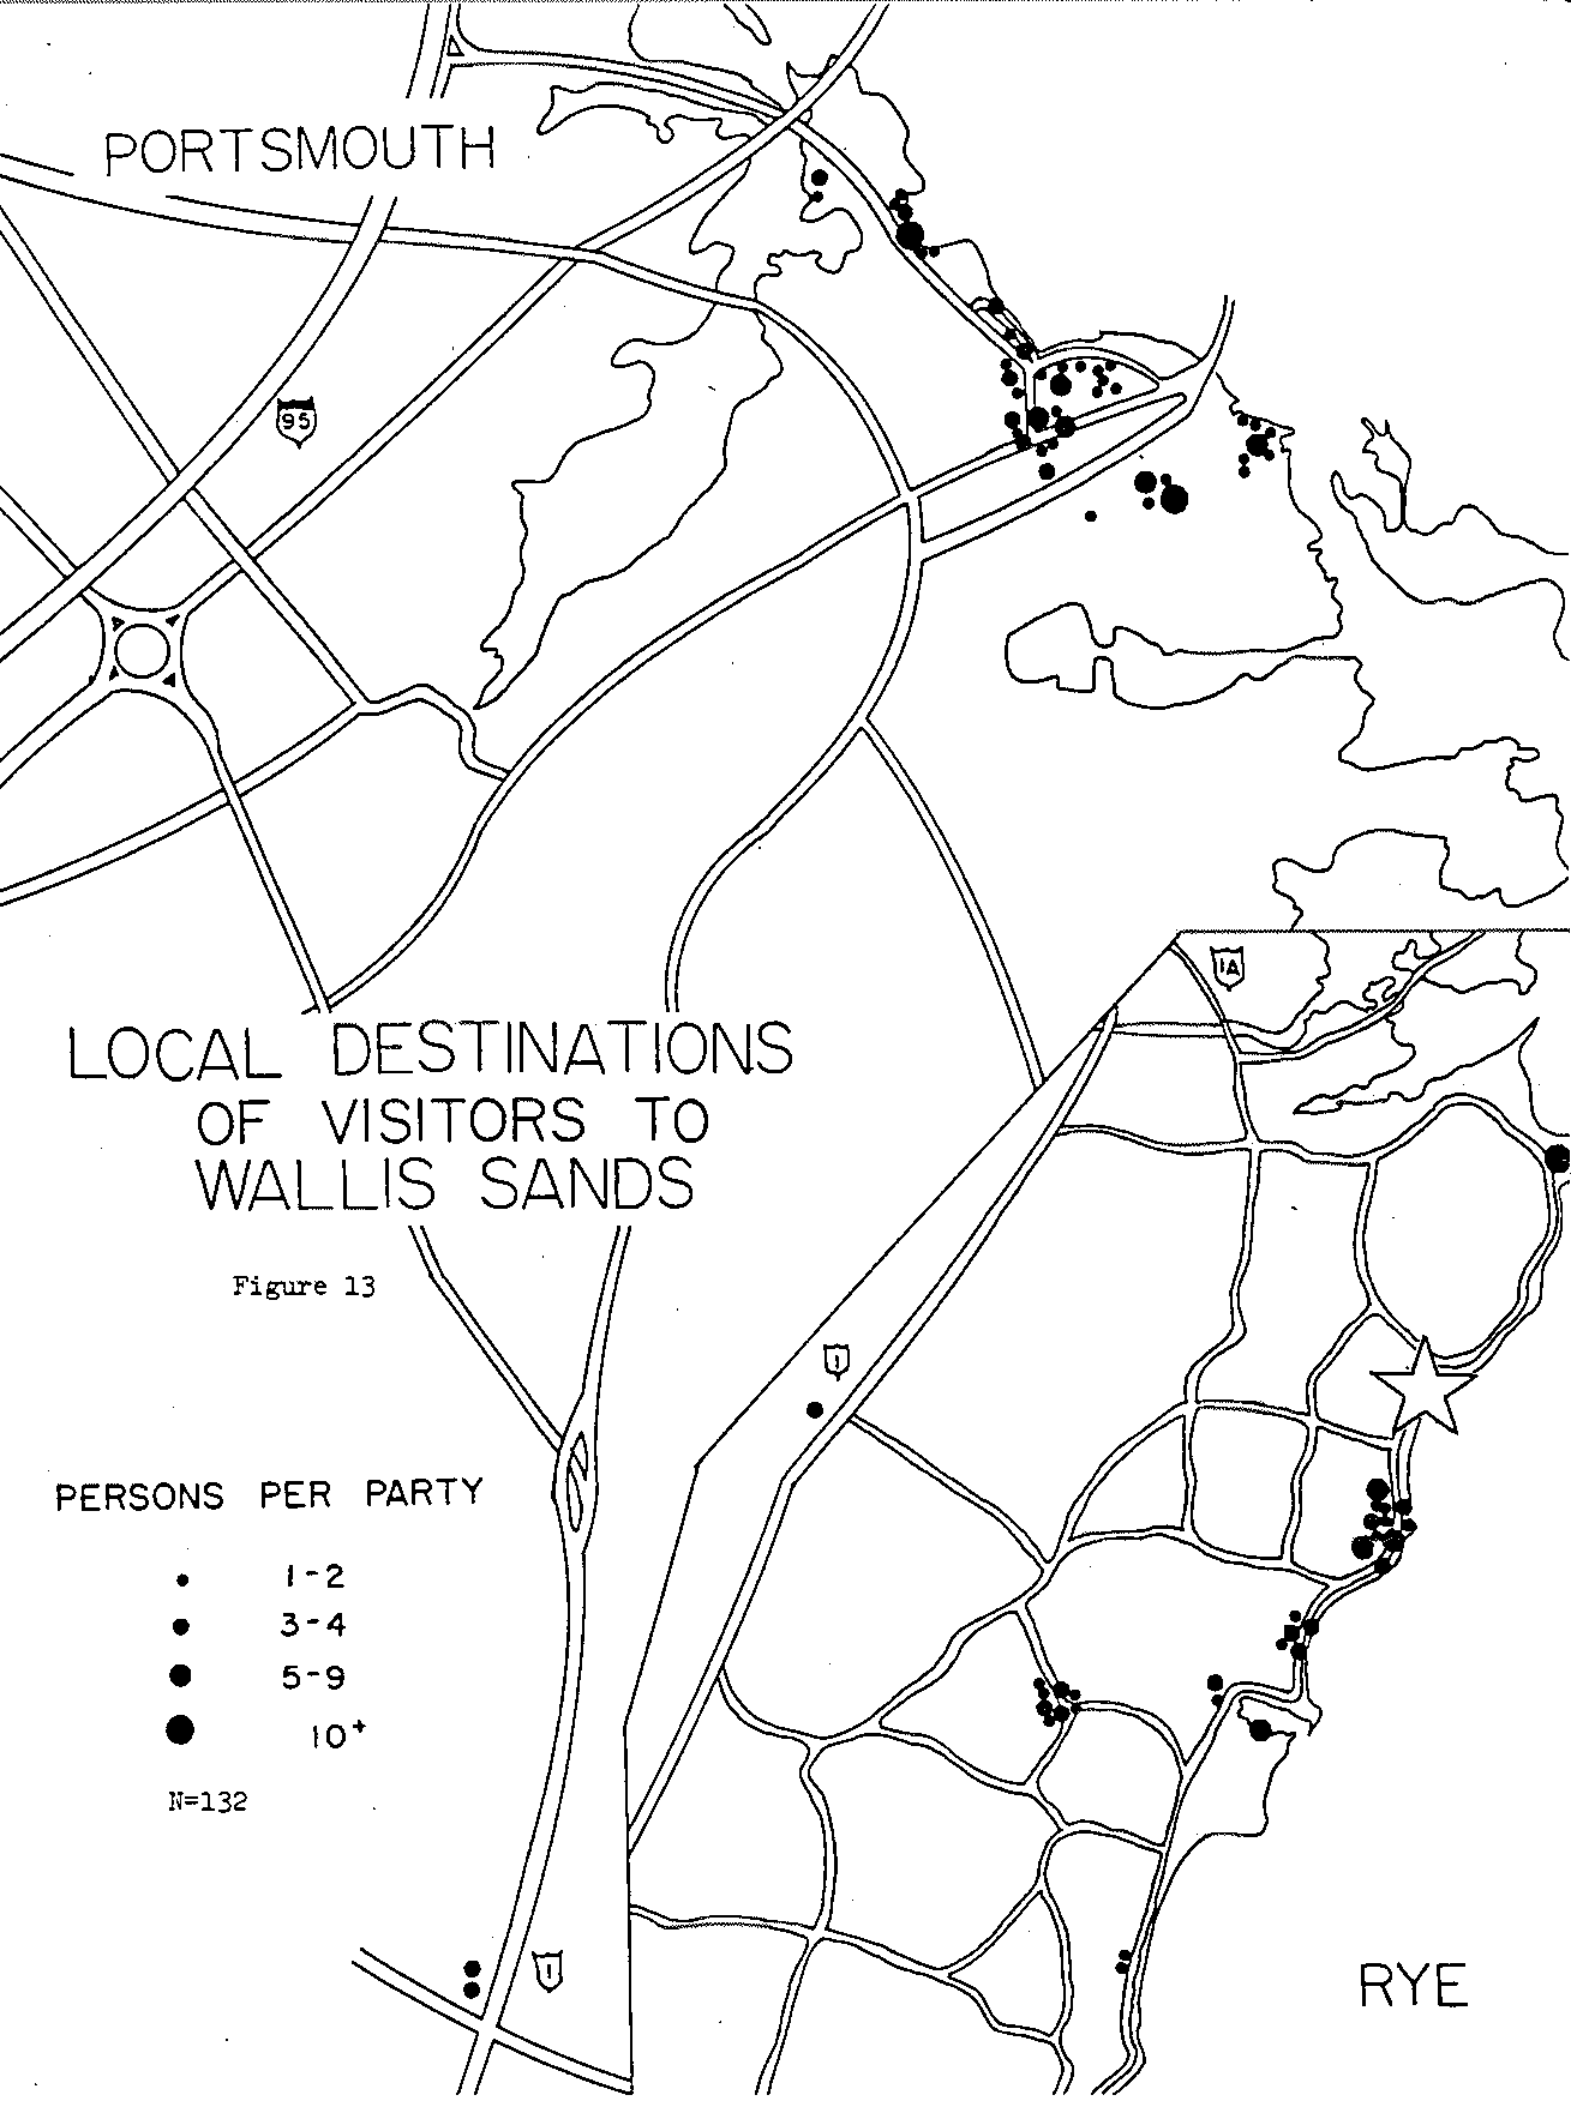 PORTSMOUTH
95
1A
LOCAL DESTINATIONS
OF VISITORS TO
WALLIS SANDS
Figure 13
1
PERSONS PER PARTY
1-2
3-4
5-9
10+
N=132
1
RYE